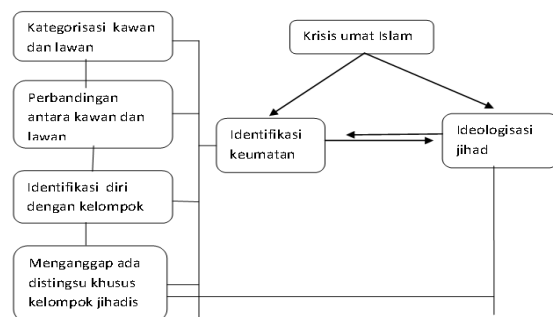 Kategorisasi kawan
dan lawan
Perbandingan
antara kawan dan
lawan
Identifikasi diri
dengan kelompok
Menganggap ada
distingsu khusus
kelompok jihadis
Krisis umat Islam
Identifikasi
keumatan
Ideologisasi
jihad